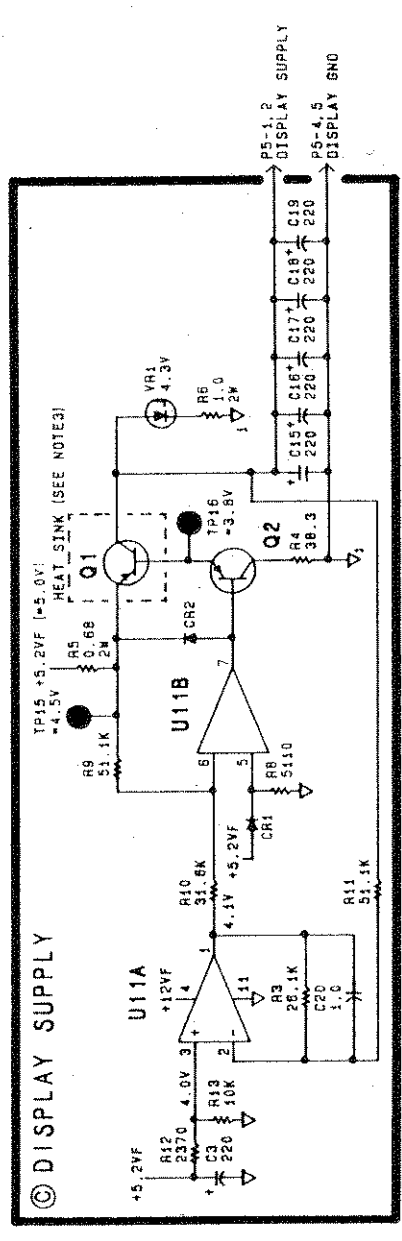 Ⓒ DISPLAY SUPPLY
+5.2VF
R12
2370
C3
220
+
4.0V
R13
10K
3
2
+
-
U11A
+12VF
4
11
1
R3
26.1K
C20
1.0
R10
31.6K
4.1V
R9
51.1K
TP15
=4.5V
+5.2VF (=5.0V)
R5
0.68
2W
HEAT SINK (SEE NOTE3)
Q1
6
5
U11B
7
+5.2VF
CR1
R8
5110
CR2
TP16
=3.8V
Q2
R4
38.3
1
R11
51.1K
VR1
4.3V
R6
1.0
2W
1
+
C15
220
+
C16
220
+
C17
220
+
C18
220
+
C19
220
P5-1,2
DISPLAY SUPPLY
P5-4,5
DISPLAY GND